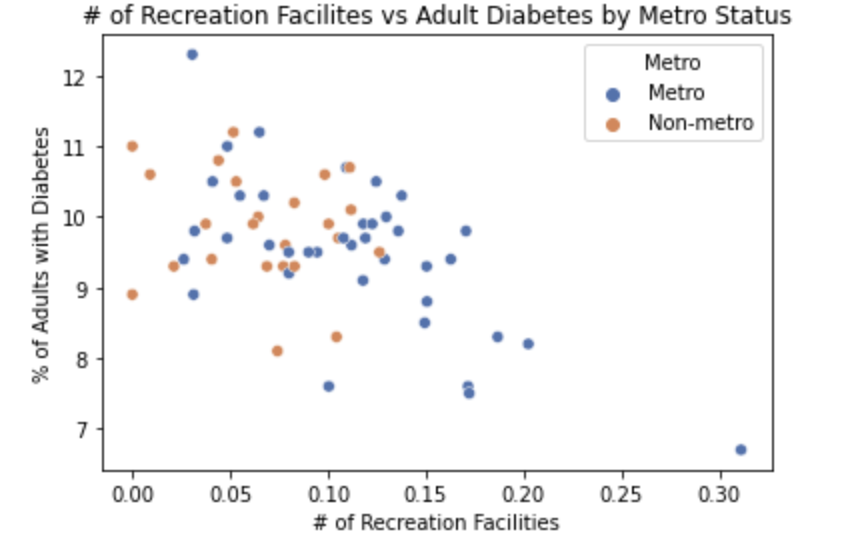 # of Recreation Facilites vs Adult Diabetes by Metro Status
Metro
Metro
Non-metro
% of Adults with Diabetes
12
11
10
9
8
7
0.00 0.05 0.10 0.15 0.20 0.25 0.30
# of Recreation Facilities